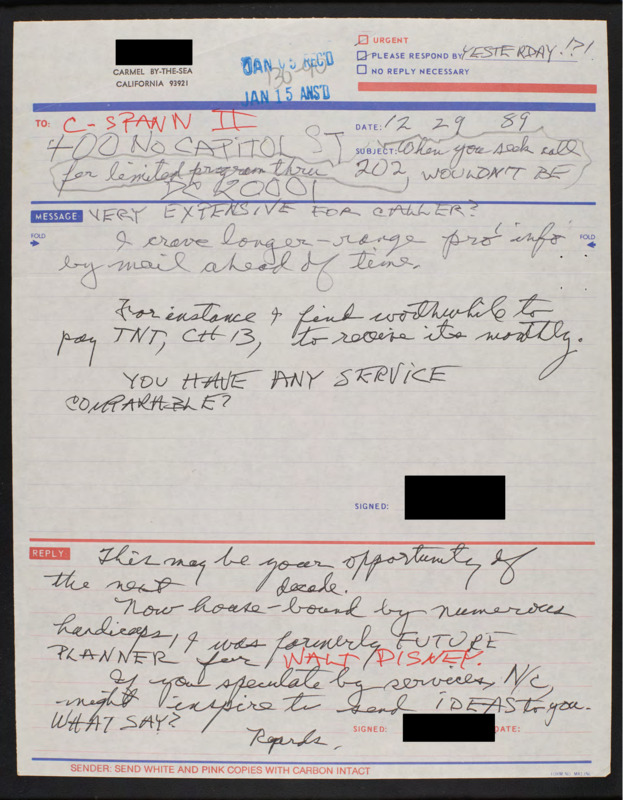 CARMEL BY-THE-SEA
CALIFORNIA 93921
JAN 05 REC'D
JAN 15 ANS'D
URGENT
PLEASE RESPOND BY YESTERDAY!?!
NO REPLY NECESSARY
TO: C-SPANN II
400 NO CAPITOL ST
DC 20001
DATE: 12 29 89
SUBJECT: When you seek call
for limited program thru 202, WOULDN'T BE
MESSAGE VERY EXPENSIVE FOR CALLER?
FOLD
FOLD
I crave longer-range pro' info
by mail ahead of time.
For instance I find worthwhile to
pay TNT, CH 13, to receive its monthly.
YOU HAVE ANY SERVICE
COMPARABLE?
SIGNED:
REPLY This may be your opportunity of
the next decade.
Now house-bound by numerous
handicaps, I was formerly FUTURE
PLANNER for WALT DISNEY.
If you speculate by services, N/C,
might inspire to send IDEAS to you.
WHAT SAY?
Regards,
SIGNED:
DATE:
SENDER: SEND WHITE AND PINK COPIES WITH CARBON INTACT